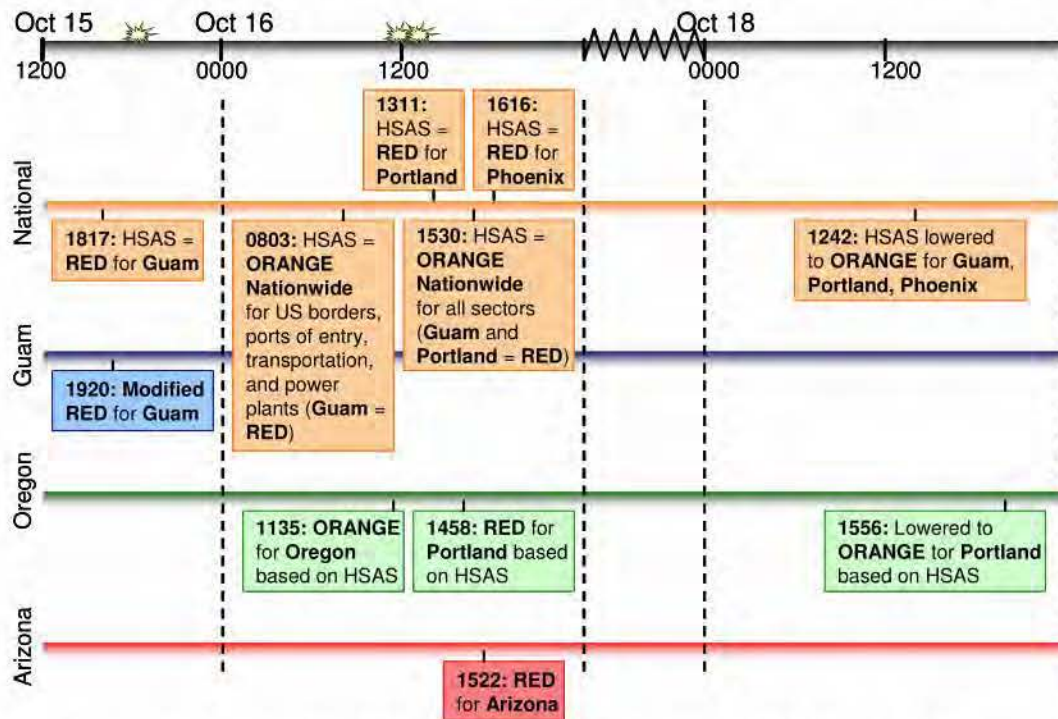 Oct 15
Oct 16
Oct 18
1200
0000
1200
0000
1200
National
1311:
HSAS =
RED for
Portland
1616:
HSAS =
RED for
Phoenix
1817: HSAS =
RED for Guam
0803: HSAS =
ORANGE
Nationwide
for US borders,
ports of entry,
transportation,
and power
plants (Guam =
RED)
1530: HSAS =
ORANGE
Nationwide
for all sectors
(Guam and
Portland = RED)
1242: HSAS lowered
to ORANGE for Guam,
Portland, Phoenix
Guam
1920: Modified
RED for Guam
Oregon
1135: ORANGE
for Oregon
based on HSAS
1458: RED for
Portland based
on HSAS
1556: Lowered to
ORANGE tor Portland
based on HSAS
Arizona
1522: RED
for Arizona